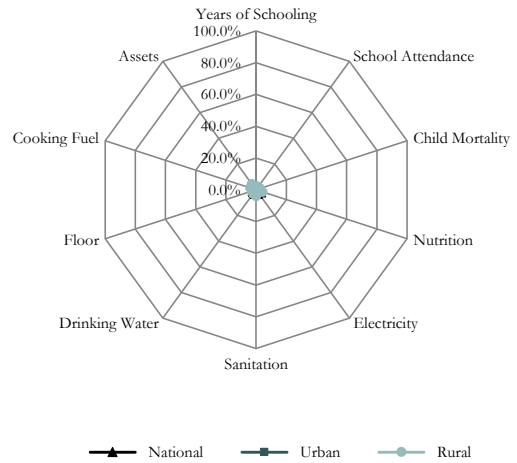 Years of Schooling
100.0%
Assets
School Attendance
80.0%
60.0%
Cooking Fuel
40.0%
Child Mortality
20.0%
0.0%
Floor
Nutrition
Drinking Water
Electricity
Sanitation
National Urban Rural